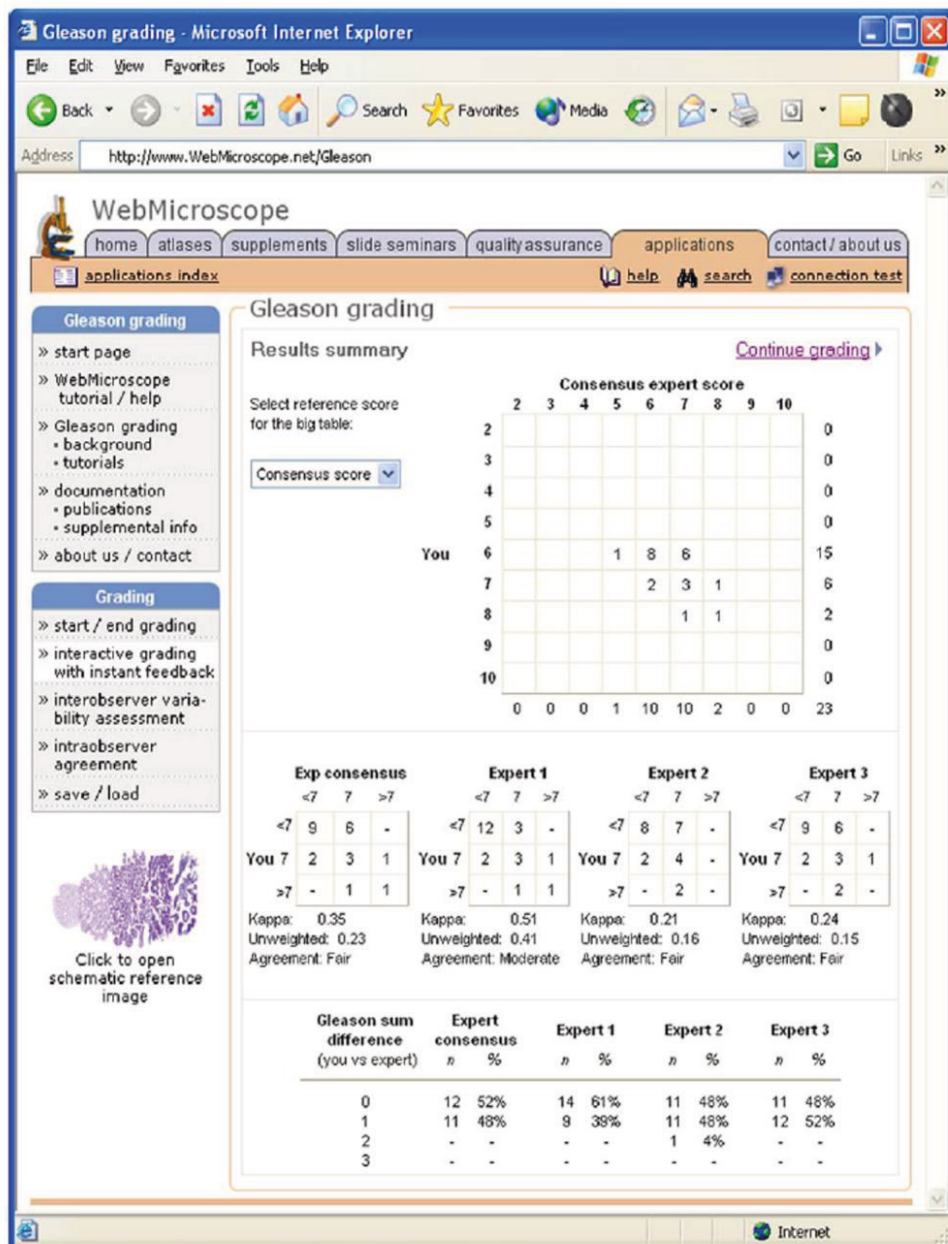 Gleason grading - Microsoft Internet Explorer
File Edit View Favorites Tools Help
Back Search Favorites Media »
Address http://www.WebMicroscope.net/Gleason Go Links »
WebMicroscope
home atlases supplements slide seminars quality assurance applications contact / about us
applications index help search connection test
Gleason grading
» start page
» WebMicroscope
tutorial / help
» Gleason grading
• background
• tutorials
» documentation
• publications
• supplemental info
» about us / contact
Grading
» start / end grading
» interactive grading
with instant feedback
» interobserver varia-
bility assessment
» intraobserver
agreement
» save / load
Click to open
schematic reference
image
Gleason grading
Results summary Continue grading
Select reference score
for the big table:
Consensus score
Consensus expert score
2 3 4 5 6 7 8 9 10
2 0
3 0
4 0
5 0
You 6 1 8 6 15
7 2 3 1 6
8 1 1 2
9 0
10 0
0 0 0 1 10 10 2 0 0 23
Exp consensus Expert 1 Expert 2 Expert 3
<7 7 >7 <7 7 >7 <7 7 >7 <7 7 >7
<7 9 6 - <7 12 3 - <7 8 7 - <7 9 6 -
You 7 2 3 1 You 7 2 3 1 You 7 2 4 - You 7 2 3 1
>7 - 1 1 >7 - 1 1 >7 - 2 - >7 - 2 -
Kappa: 0.35 Kappa: 0.51 Kappa: 0.21 Kappa: 0.24
Unweighted: 0.23 Unweighted: 0.41 Unweighted: 0.16 Unweighted: 0.15
Agreement: Fair Agreement: Moderate Agreement: Fair Agreement: Fair
Gleason sum Expert
difference consensus Expert 1 Expert 2 Expert 3
(you vs expert) n % n % n % n %
0 12 52% 14 61% 11 48% 11 48%
1 11 48% 9 39% 11 48% 12 52%
2 - - - - 1 4% - -
3 - - - - - - - -
Internet